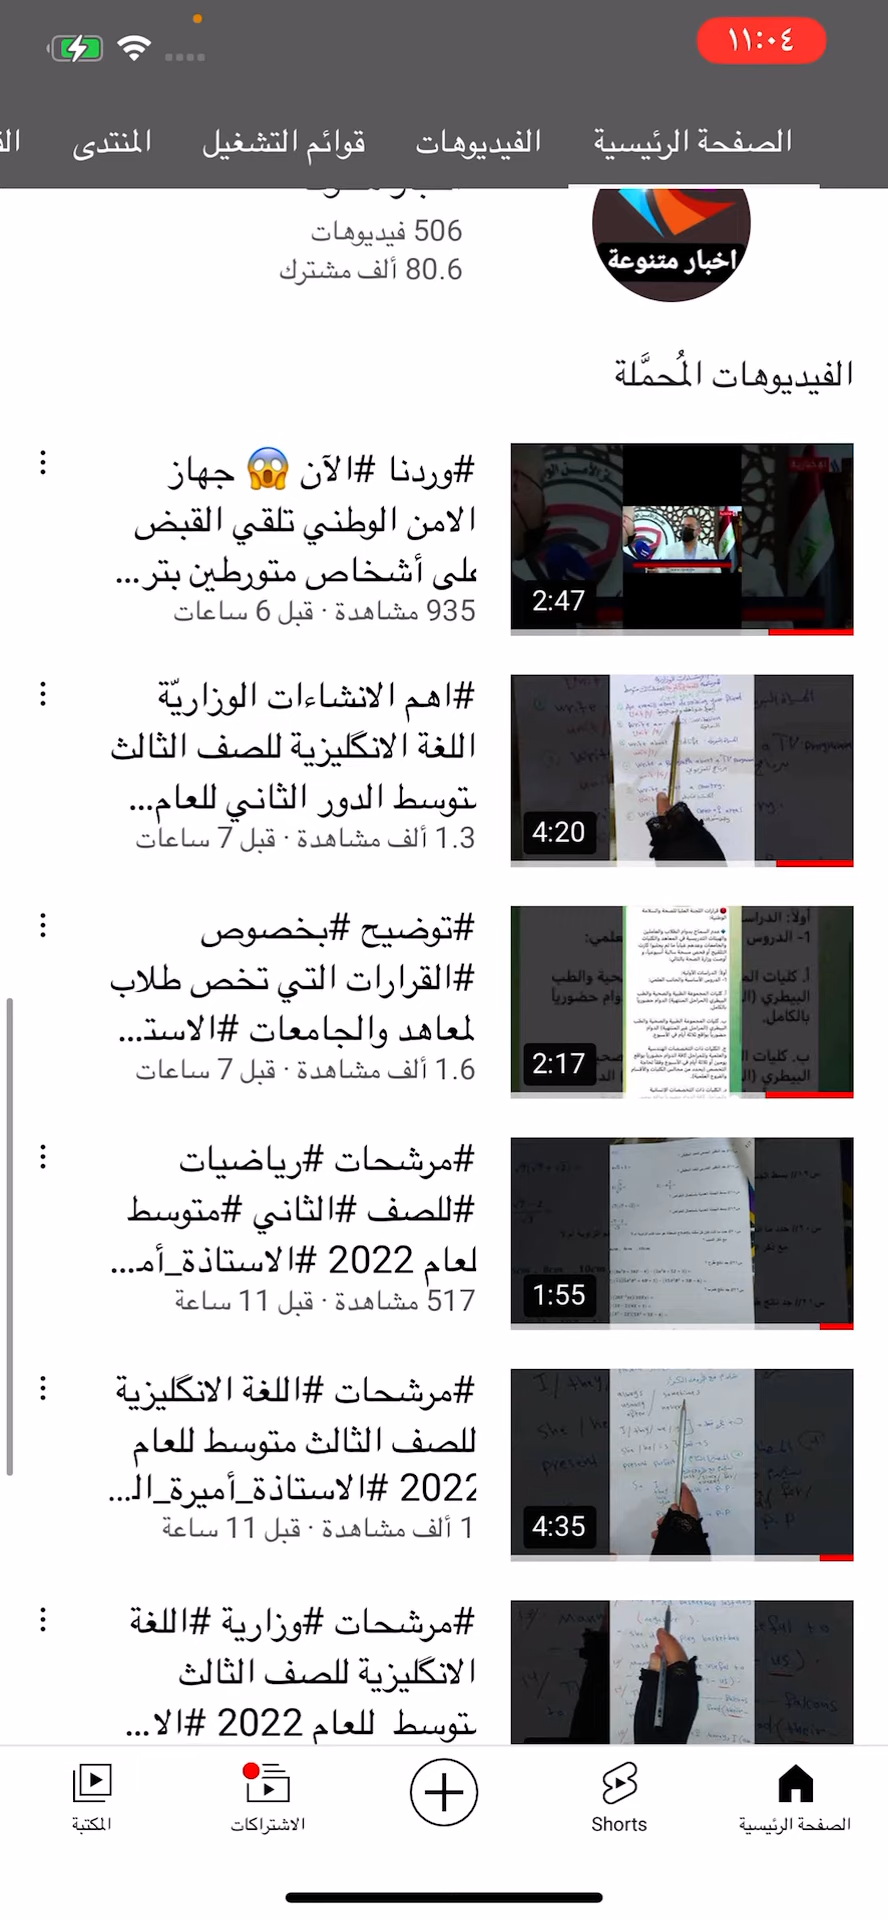 ١١:٠٤
الصفحة الرئيسية
الفيديوهات
قوائم التشغيل
المنتدى
اخبار متنوعة
506 فيديوهات
80.6 ألف مشترك
الفيديوهات المُحمَّلة
#وردنا #الآن 😱 جهاز
الامن الوطني تلقي القبض
على أشخاص متورطين بتر...
935 مشاهدة · قبل 6 ساعات
2:47
#اهم الانشاءات الوزاريّة
اللغة الانكليزية للصف الثالث
متوسط الدور الثاني للعام...
1.3 ألف مشاهدة · قبل 7 ساعات
4:20
#توضيح #بخصوص
#القرارات التي تخص طلاب
لمعاهد والجامعات #الاستـ...
1.6 ألف مشاهدة · قبل 7 ساعات
2:17
#مرشحات #رياضيات
#للصف #الثاني #متوسط
لعام 2022 #الاستاذة_أمـ...
517 مشاهدة · قبل 11 ساعة
1:55
#مرشحات #اللغة الانكليزية
للصف الثالث متوسط للعام
2022 #الاستاذة_أميرة_الـ...
1 ألف مشاهدة · قبل 11 ساعة
4:35
#مرشحات #وزارية #اللغة
الانكليزية للصف الثالث
متوسط للعام 2022 #الا...
الصفحة الرئيسية
Shorts
الاشتراكات
المكتبة